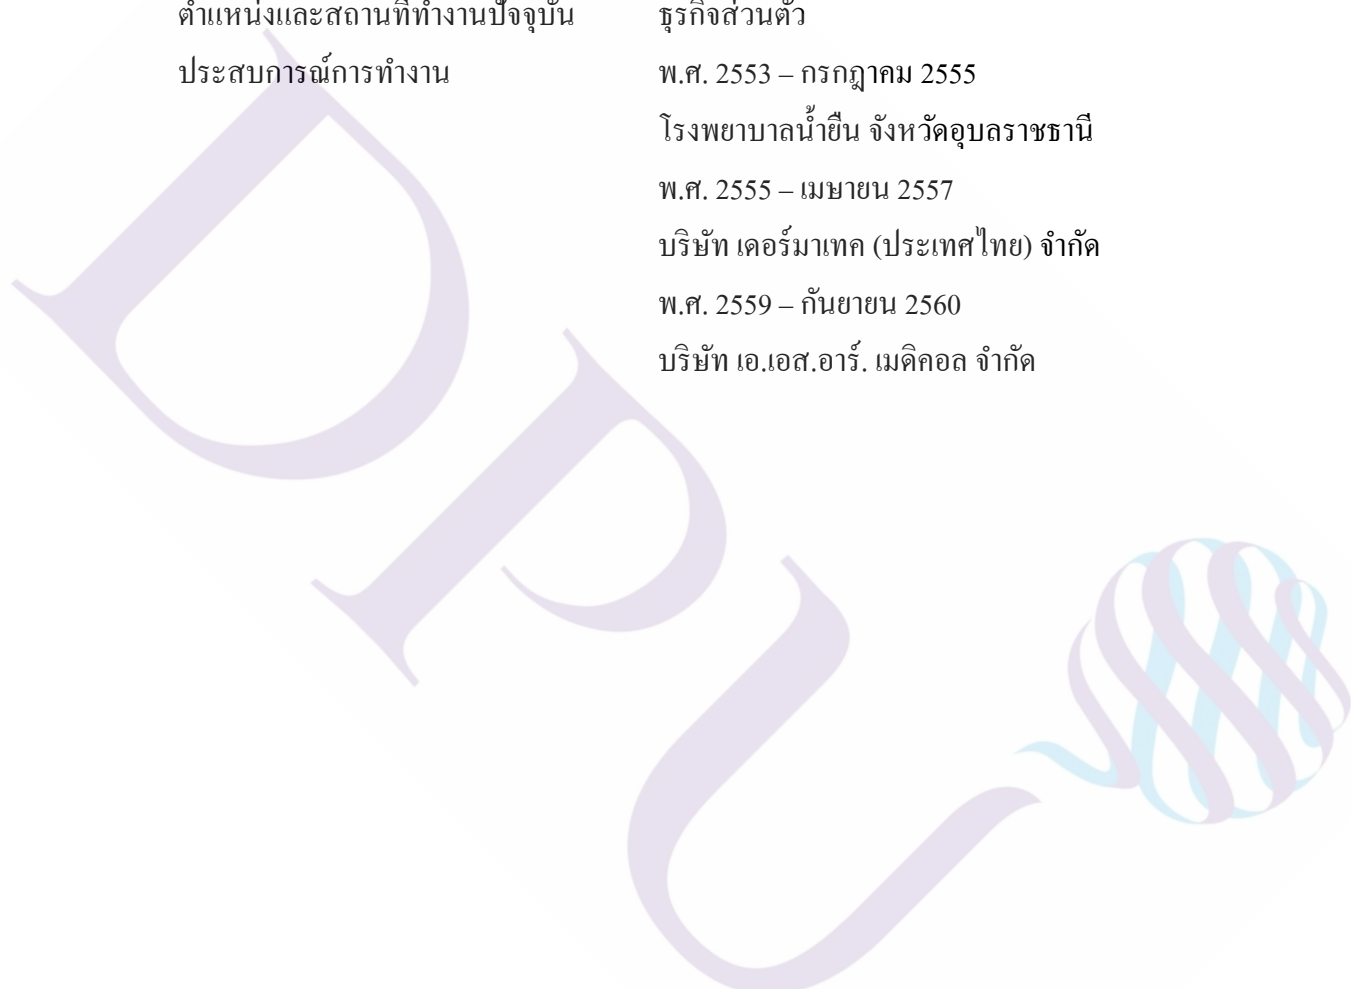 ตำแหน่งและสถานที่ทำงานปัจจุบัน ธุรกิจส่วนตัว
ประสบการณ์การทำงาน พ.ศ. 2553 – กรกฎาคม 2555
โรงพยาบาลน้ำยืน จังหวัดอุบลราชธานี
พ.ศ. 2555 – เมษายน 2557
บริษัท เดอร์มาเทค (ประเทศไทย) จำกัด
พ.ศ. 2559 – กันยายน 2560
บริษัท เอ.เอส.อาร์. เมดิคอล จำกัด
DPU